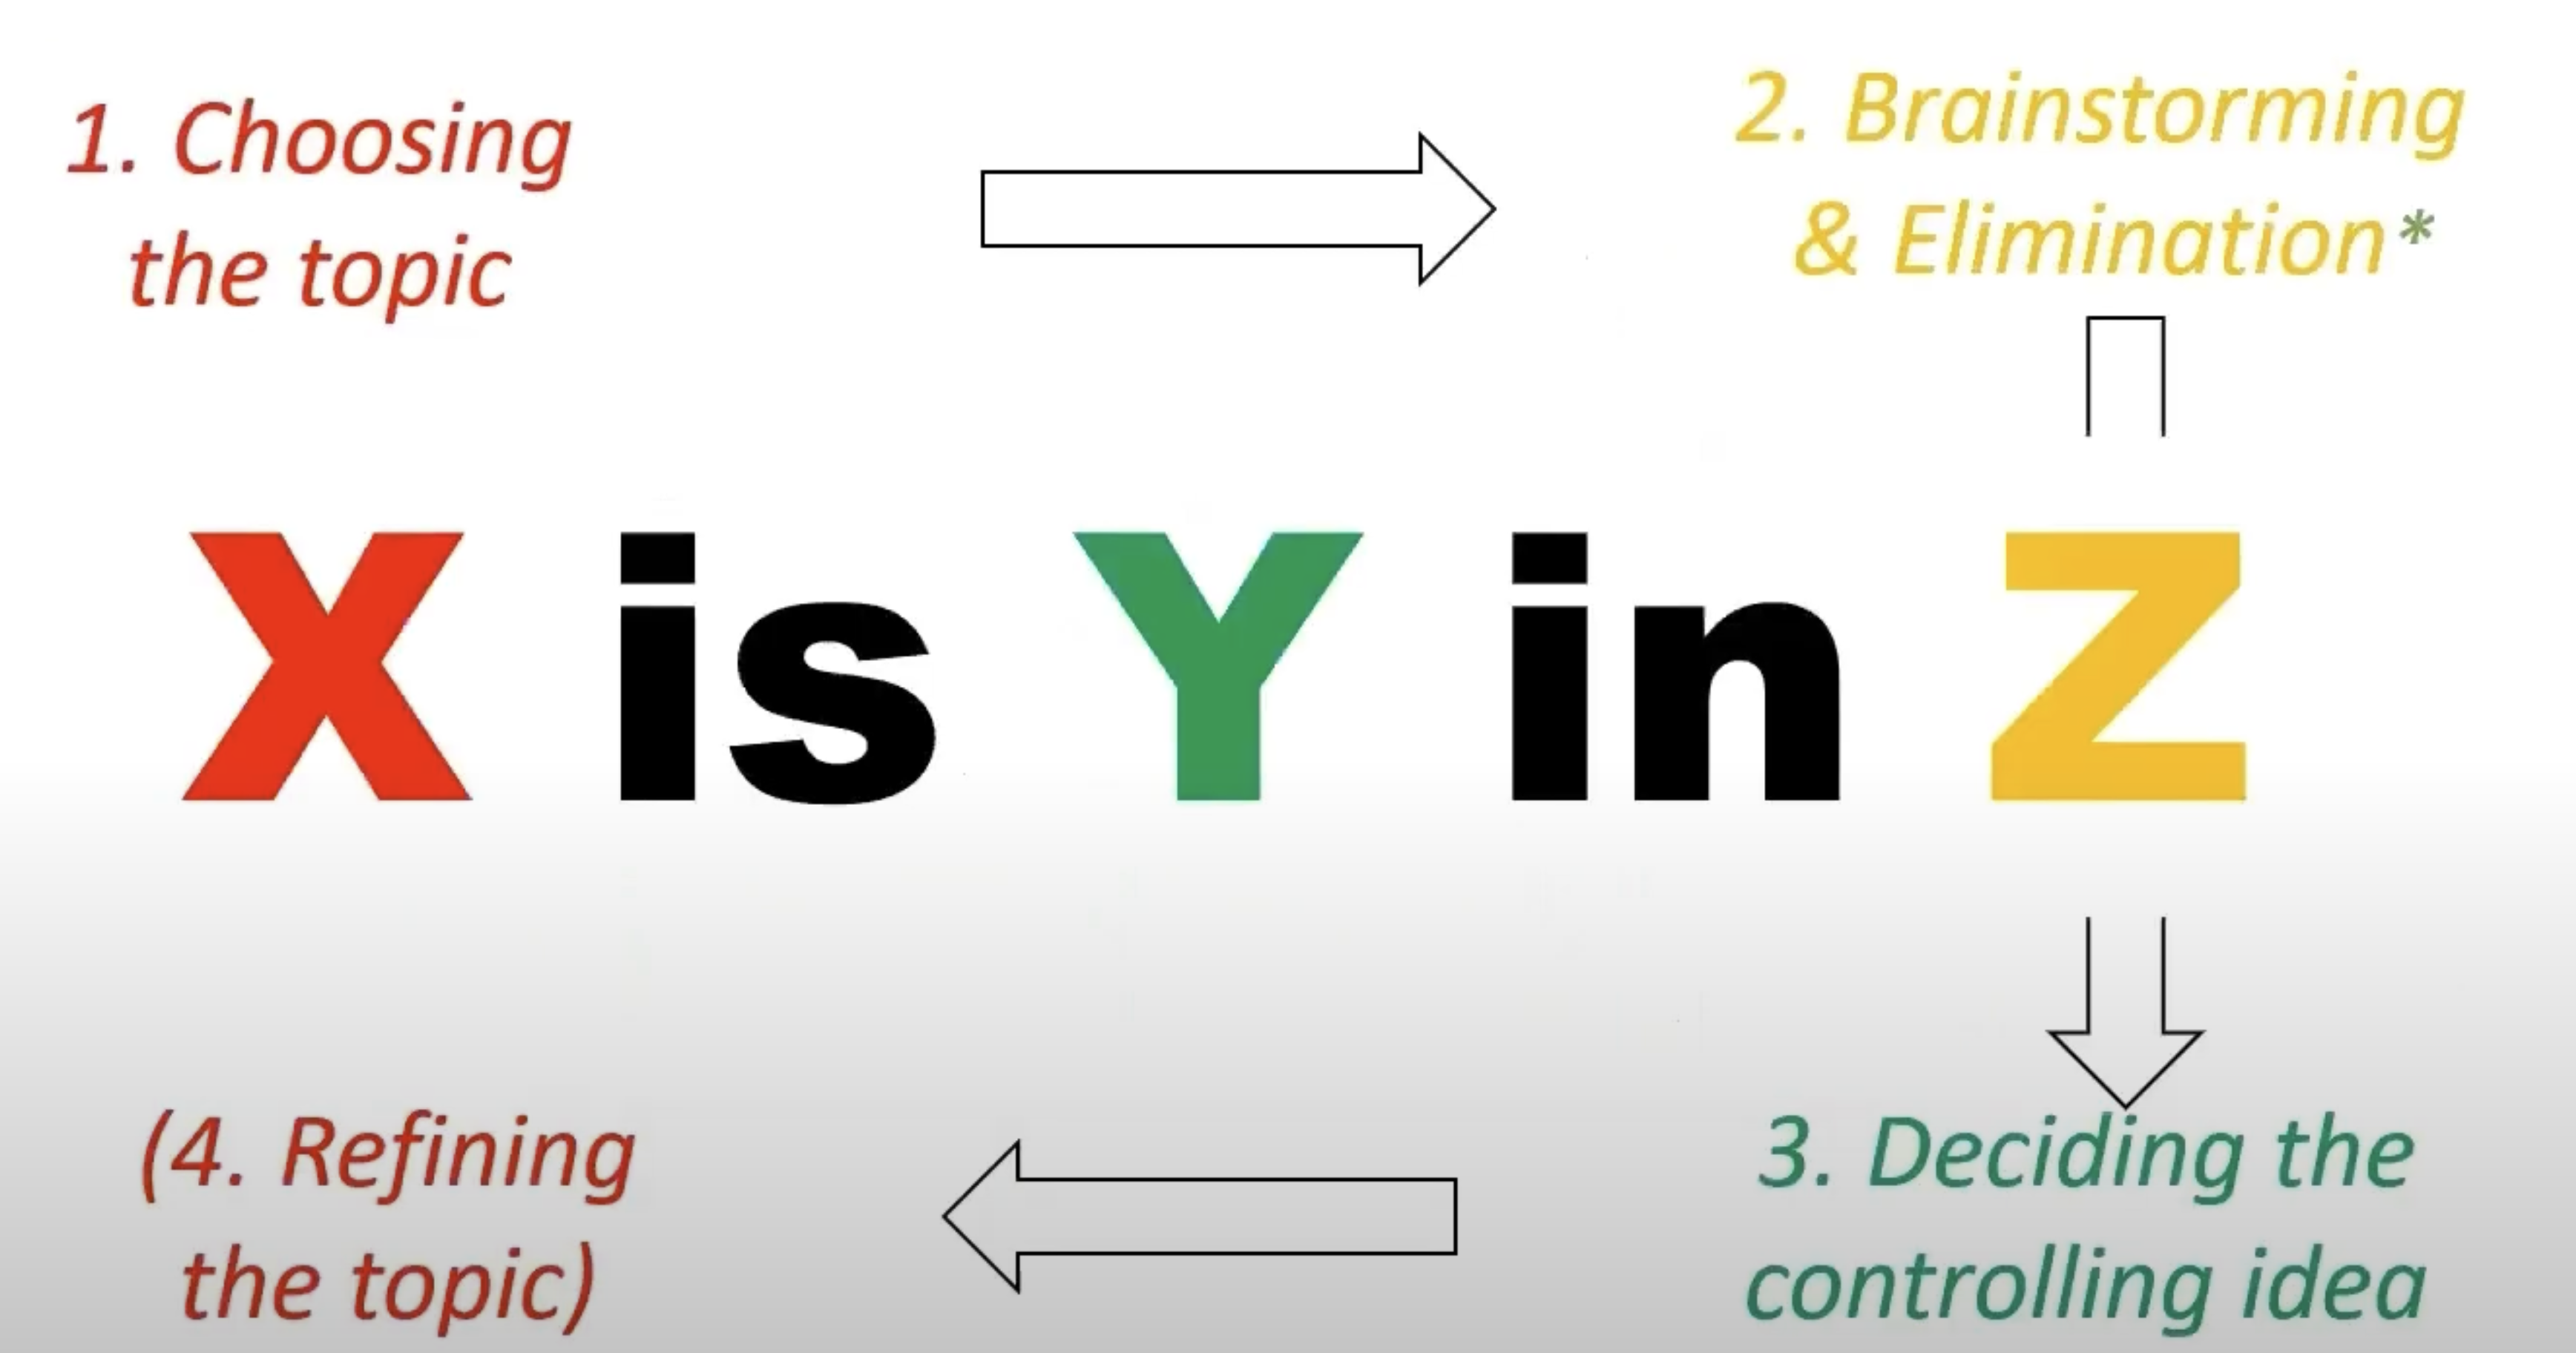 1. Choosing
the topic
2. Brainstorming
& Elimination*
X is Y in Z
(4. Refining
the topic)
3. Deciding the
controlling idea